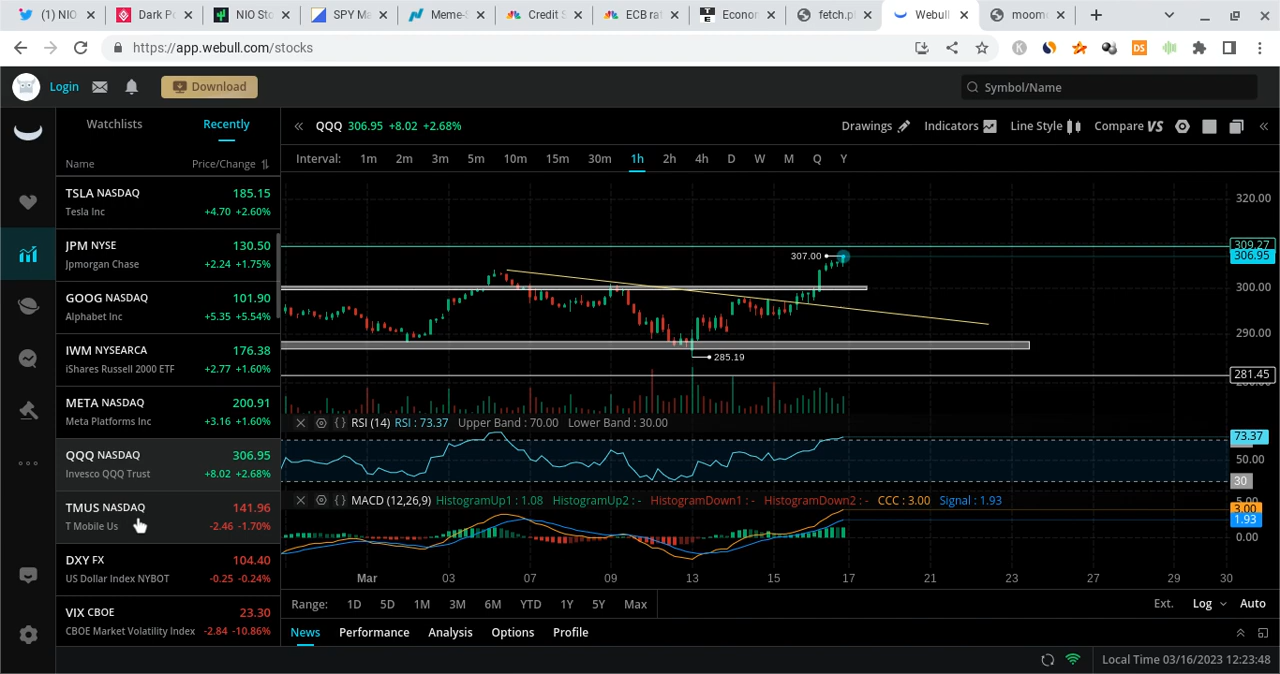 (1) NIO
Dark Po
NIO Sto
SPY Ma
Meme-S
Credit S
ECB rat
Econor
fetch.pl
Webull
moom
https://app.webull.com/stocks
Login
Download
Symbol/Name
Watchlists
Recently
QQQ 306.95 +8.02 +2.68%
Drawings
Indicators
Line Style
Compare VS
Name
Price/Change
Interval: 1m 2m 3m 5m 10m 15m 30m 1h 2h 4h D W M Q Y
TSLA NASDAQ 185.15
Tesla Inc +4.70 +2.60%
JPM NYSE 130.50
Jpmorgan Chase +2.24 +1.75%
GOOG NASDAQ 101.90
Alphabet Inc +5.35 +5.54%
IWM NYSEARCA 176.38
iShares Russell 2000 ETF +2.77 +1.60%
META NASDAQ 200.91
Meta Platforms Inc +3.16 +1.60%
QQQ NASDAQ 306.95
Invesco QQQ Trust +8.02 +2.68%
TMUS NASDAQ 141.96
T Mobile Us -2.46 -1.70%
DXY FX 104.40
US Dollar Index NYBOT -0.25 -0.24%
VIX CBOE 23.30
CBOE Market Volatility Index -2.84 -10.86%
320.00
309.27
306.95
307.00
300.00
290.00
285.19
281.45
RSI (14) RSI : 73.37 Upper Band : 70.00 Lower Band : 30.00
73.37
50.00
30
MACD (12,26,9) HistogramUp1 : 1.08 HistogramUp2 : - HistogramDown1 : - HistogramDown2 : - CCC : 3.00 Signal : 1.93
5.00
3.00
1.93
0.00
Mar 03 07 09 13 15 17 21 23 27 29 30
Range: 1D 5D 1M 3M 6M YTD 1Y 5Y Max
Ext. Log Auto
News Performance Analysis Options Profile
Local Time 03/16/2023 12:23:48